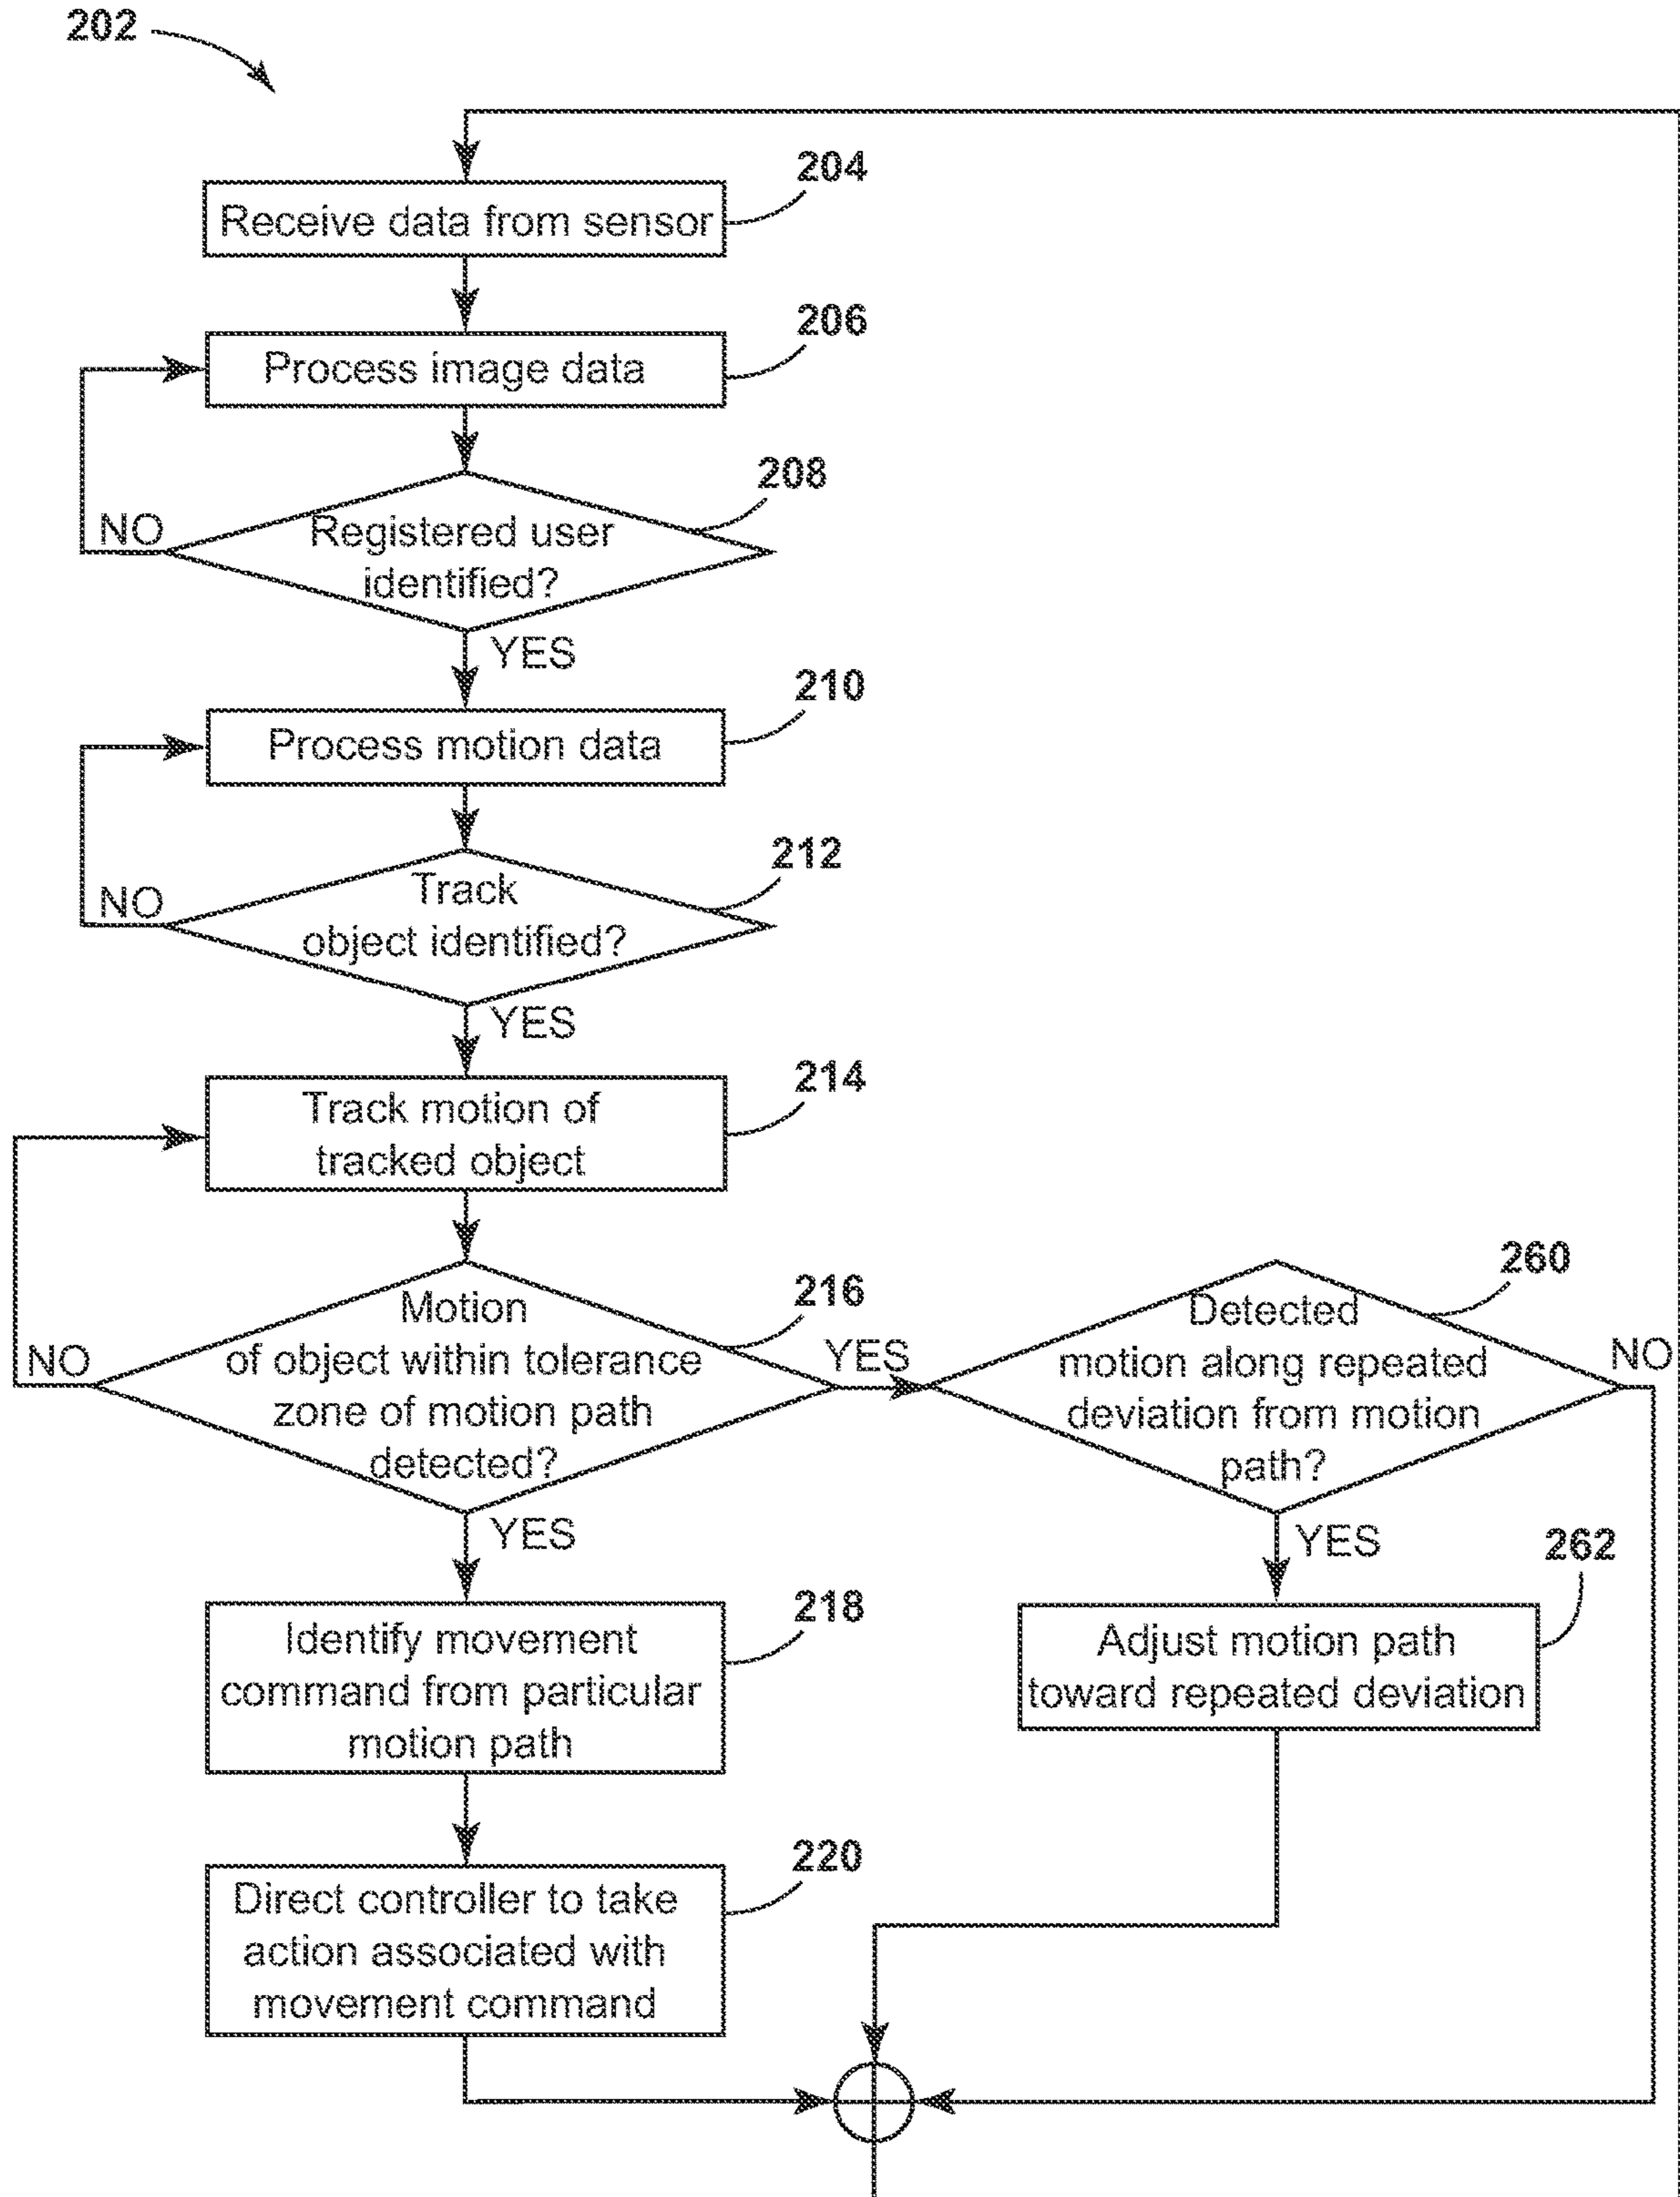 202
204
Receive data from sensor
206
Process image data
208
NO
Registered user
identified?
YES
210
Process motion data
212
NO
Track
object identified?
YES
214
Track motion of
tracked object
216
NO
Motion
of object within tolerance
zone of motion path
detected?
YES
260
Detected
motion along repeated
deviation from motion
path?
NO
YES
218
Identify movement
command from particular
motion path
YES
262
Adjust motion path
toward repeated deviation
220
Direct controller to take
action associated with
movement command